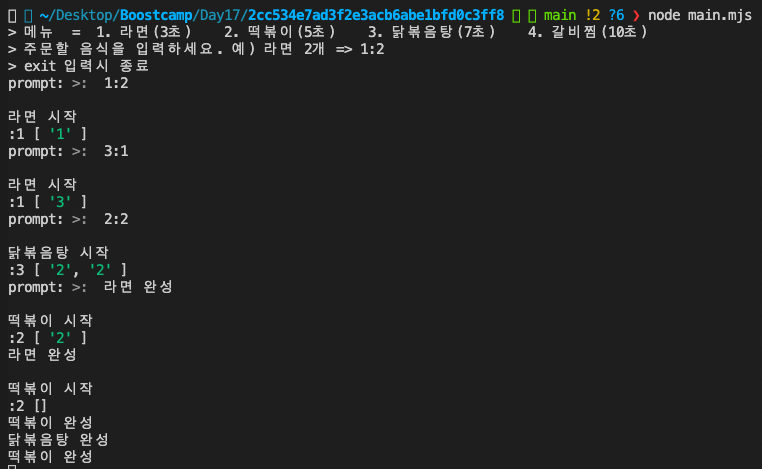 ~/Desktop/Boostcamp/Day17/2cc534e7ad3f2e3acb6abe1bfd0c3ff8 main !2 ?6 ❯ node main.mjs
> 메뉴 = 1. 라면(3초) 2. 떡볶이(5초) 3. 닭볶음탕(7초) 4. 갈비찜(10초)
> 주문할 음식을 입력하세요. 예) 라면 2개 => 1:2
> exit 입력시 종료
prompt: >: 1:2
라면 시작
:1 [ '1' ]
prompt: >: 3:1
라면 시작
:1 [ '3' ]
prompt: >: 2:2
닭볶음탕 시작
:3 [ '2', '2' ]
prompt: >: 라면 완성
떡볶이 시작
:2 [ '2' ]
라면 완성
떡볶이 시작
:2 []
떡볶이 완성
닭볶음탕 완성
떡볶이 완성